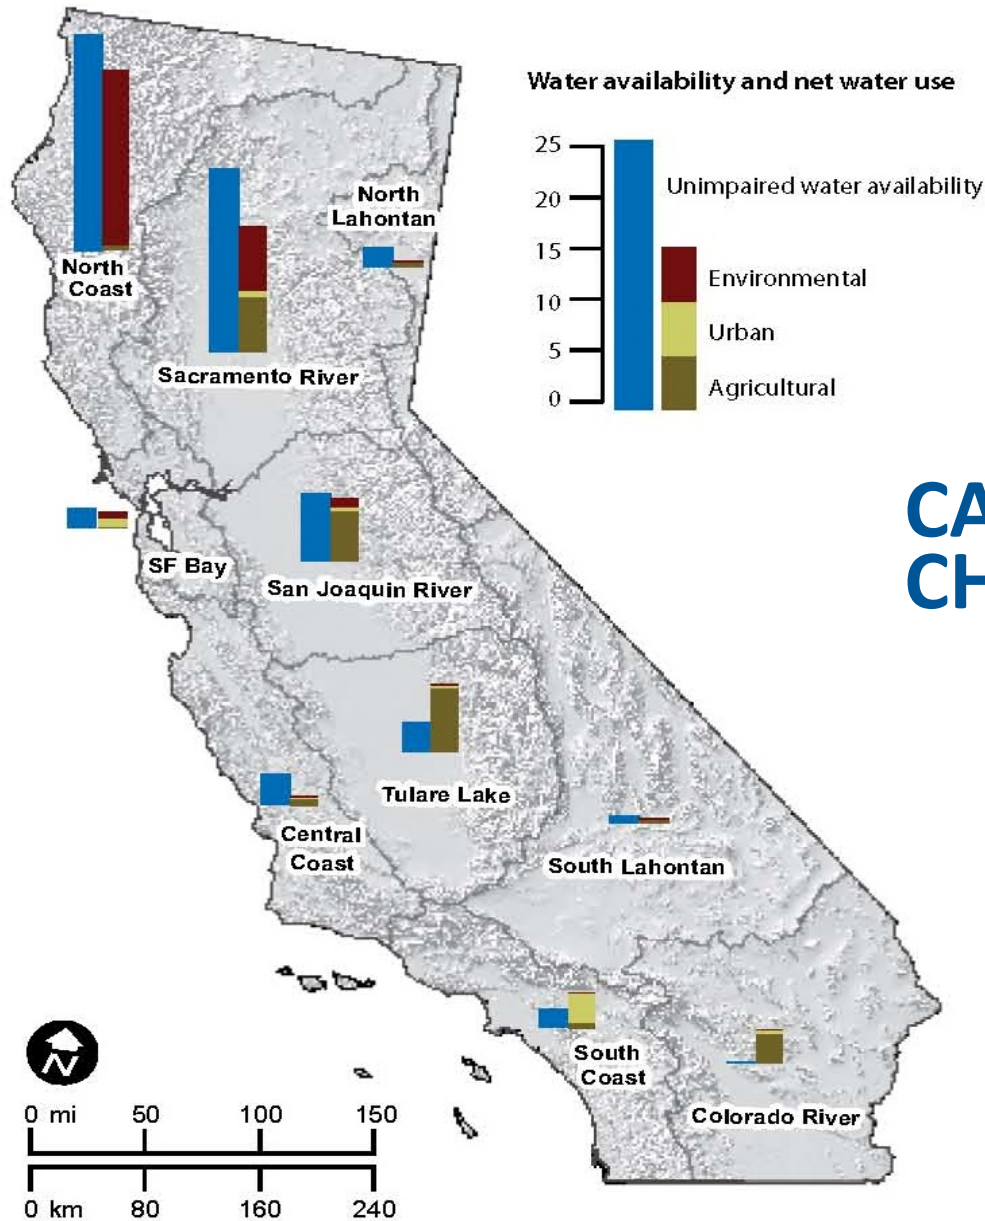 Water availability and net water use
25
20
15
10
5
0
Unimpaired water availability
Environmental
Urban
Agricultural
North
Coast
North
Lahontan
Sacramento River
CA
CH
SF Bay
San Joaquin River
Tulare Lake
Central
Coast
South Lahontan
South
Coast
Colorado River
N
0 mi 50 100 150
0 km 80 160 240